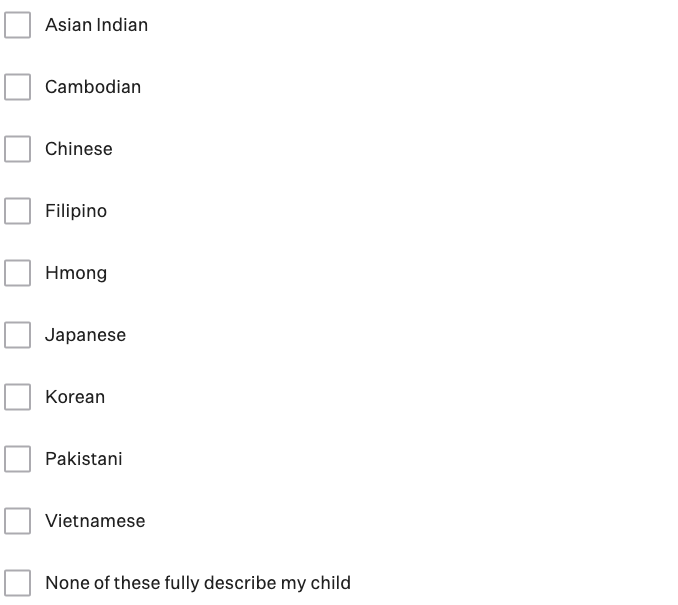 Asian Indian
Cambodian
Chinese
Filipino
Hmong
Japanese
Korean
Pakistani
Vietnamese
None of these fully describe my child